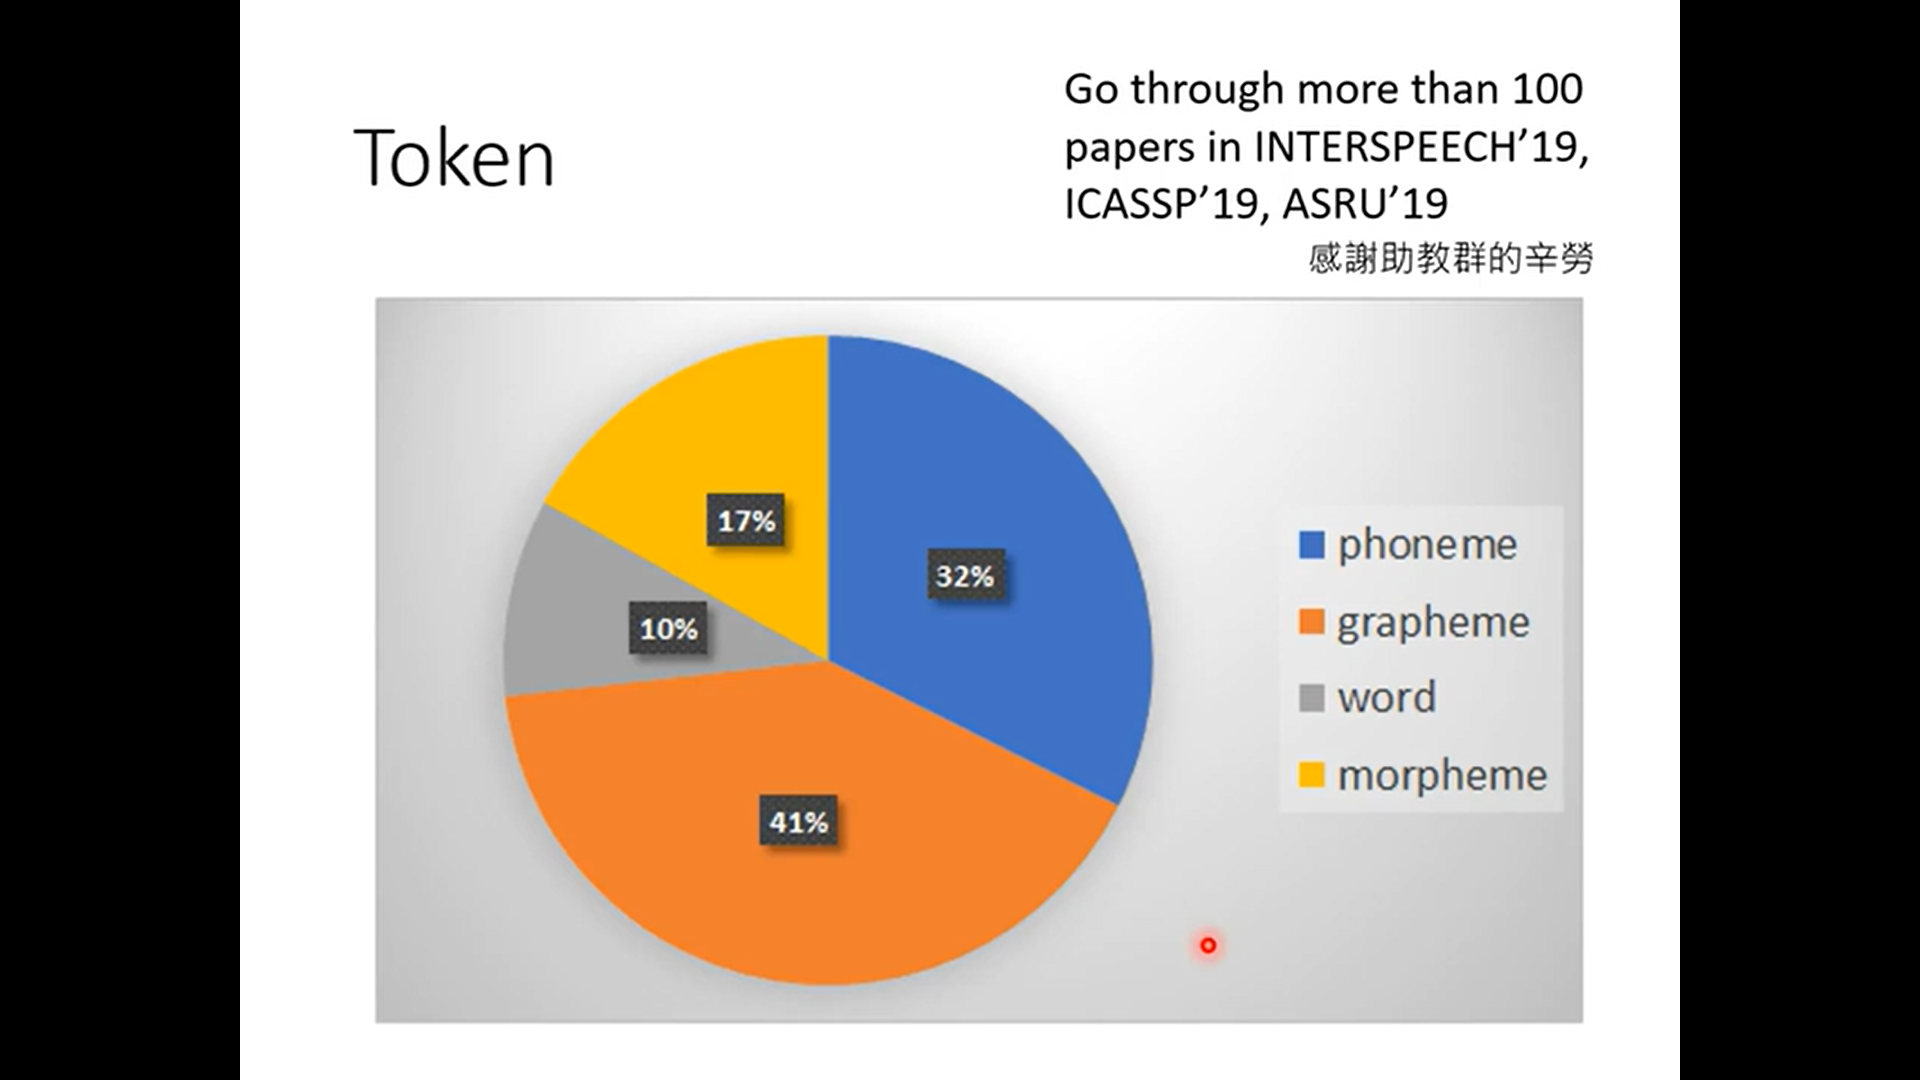 Token
Go through more than 100
papers in INTERSPEECH’19,
ICASSP’19, ASRU’19
感謝助教群的辛勞
17%
32%
10%
41%
phoneme
grapheme
word
morpheme